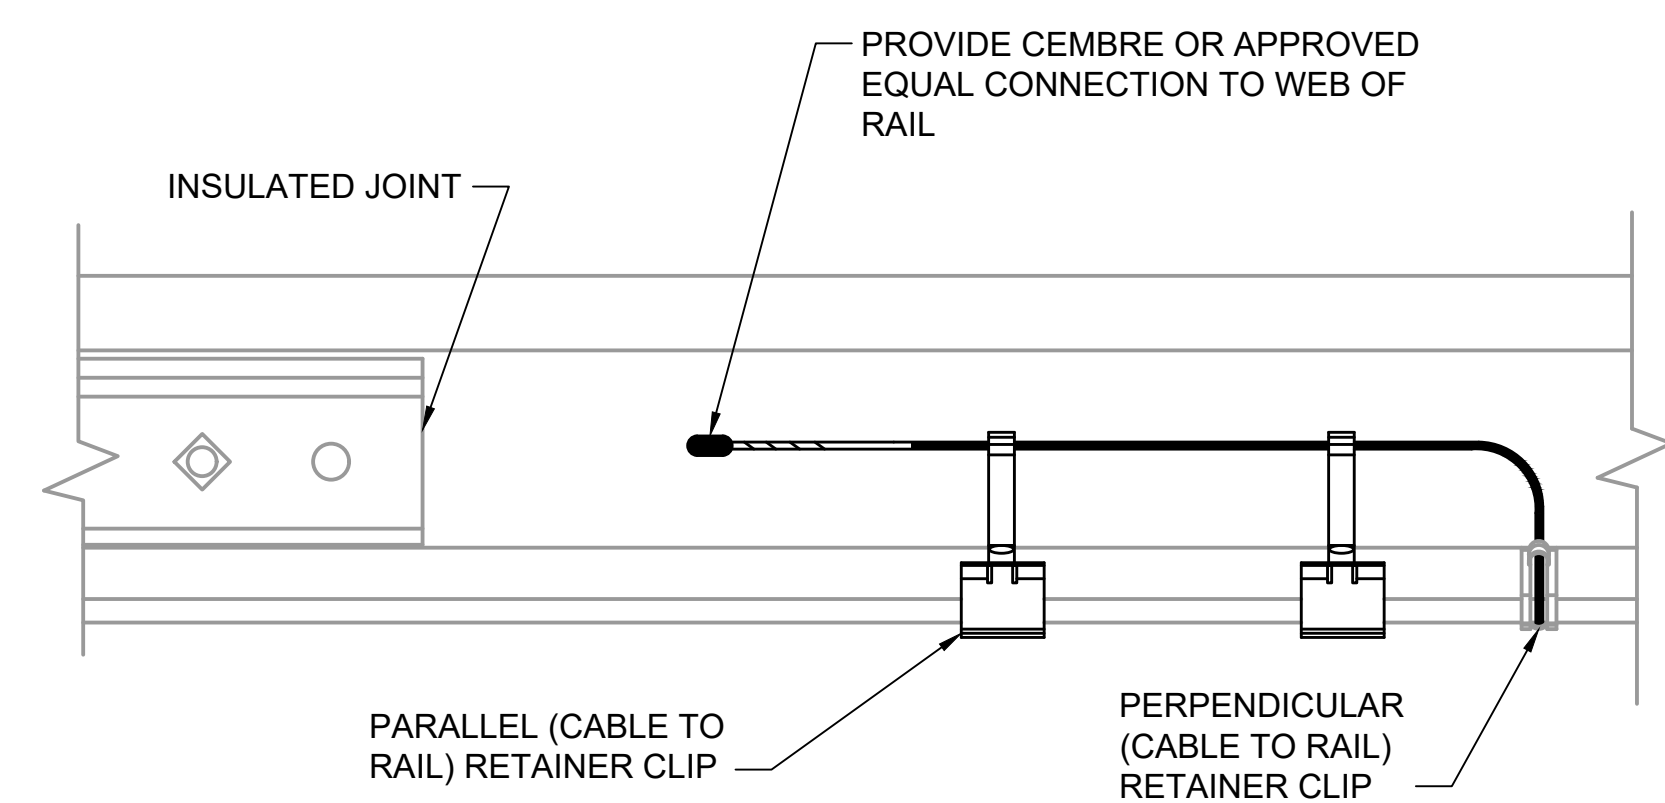 PROVIDE CEMBRE OR APPROVED
EQUAL CONNECTION TO WEB OF
RAIL
INSULATED JOINT
PARALLEL (CABLE TO
RAIL) RETAINER CLIP
PERPENDICULAR
(CABLE TO RAIL)
RETAINER CLIP